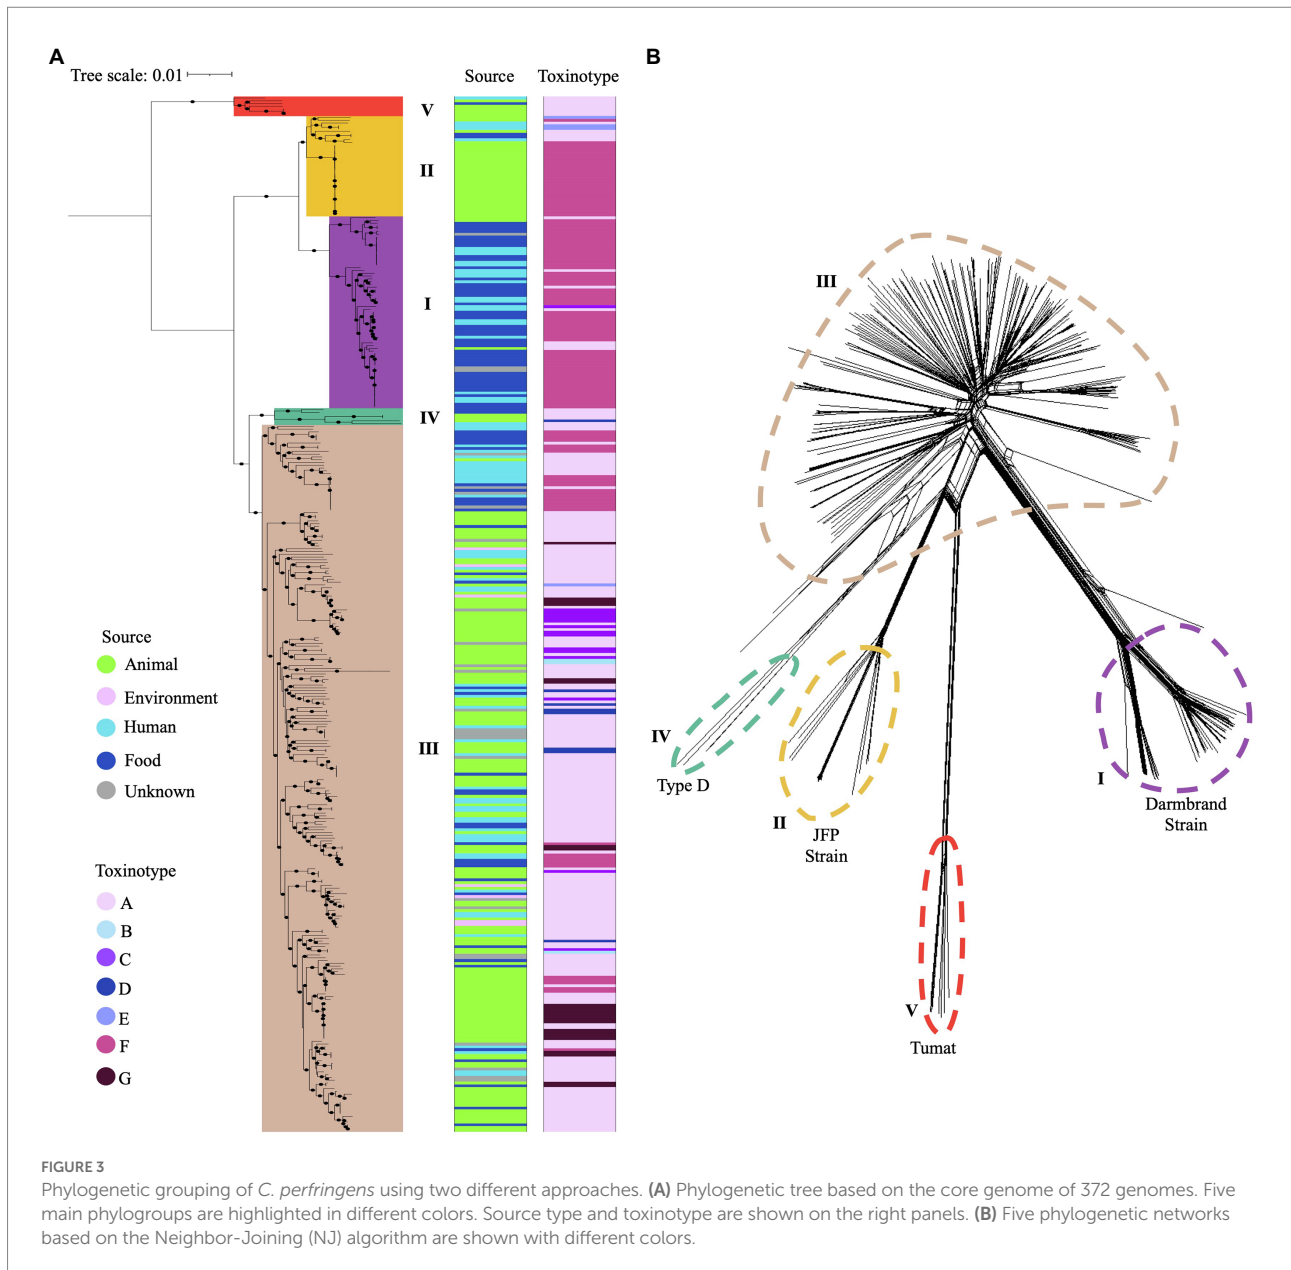 A
Tree scale: 0.01
Source
Toxinotype
V
II
I
IV
III
Source
Animal
Environment
Human
Food
Unknown
Toxinotype
A
B
C
D
E
F
G
B
III
IV
Type D
II
JFP
Strain
I
Darmbrand
Strain
V
Tumat
FIGURE 3
Phylogenetic grouping of C. perfringens using two different approaches. (A) Phylogenetic tree based on the core genome of 372 genomes. Five
main phylogroups are highlighted in different colors. Source type and toxinotype are shown on the right panels. (B) Five phylogenetic networks
based on the Neighbor-Joining (NJ) algorithm are shown with different colors.